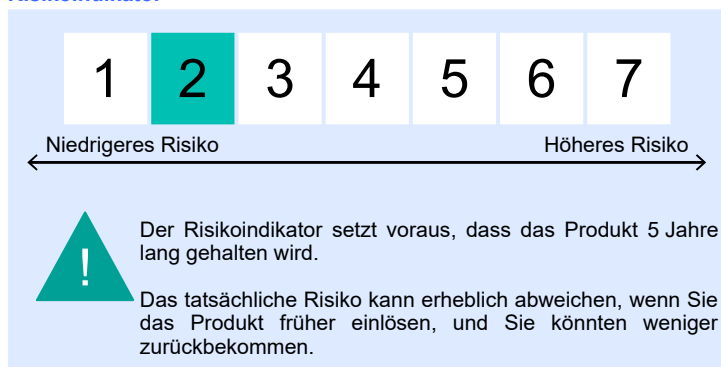 Risikoindikator
1 2 3 4 5 6 7
Niedrigeres Risiko Höheres Risiko
!
Der Risikoindikator setzt voraus, dass das Produkt 5 Jahre
lang gehalten wird.
Das tatsächliche Risiko kann erheblich abweichen, wenn Sie
das Produkt früher einlösen, und Sie könnten weniger
zurückbekommen.